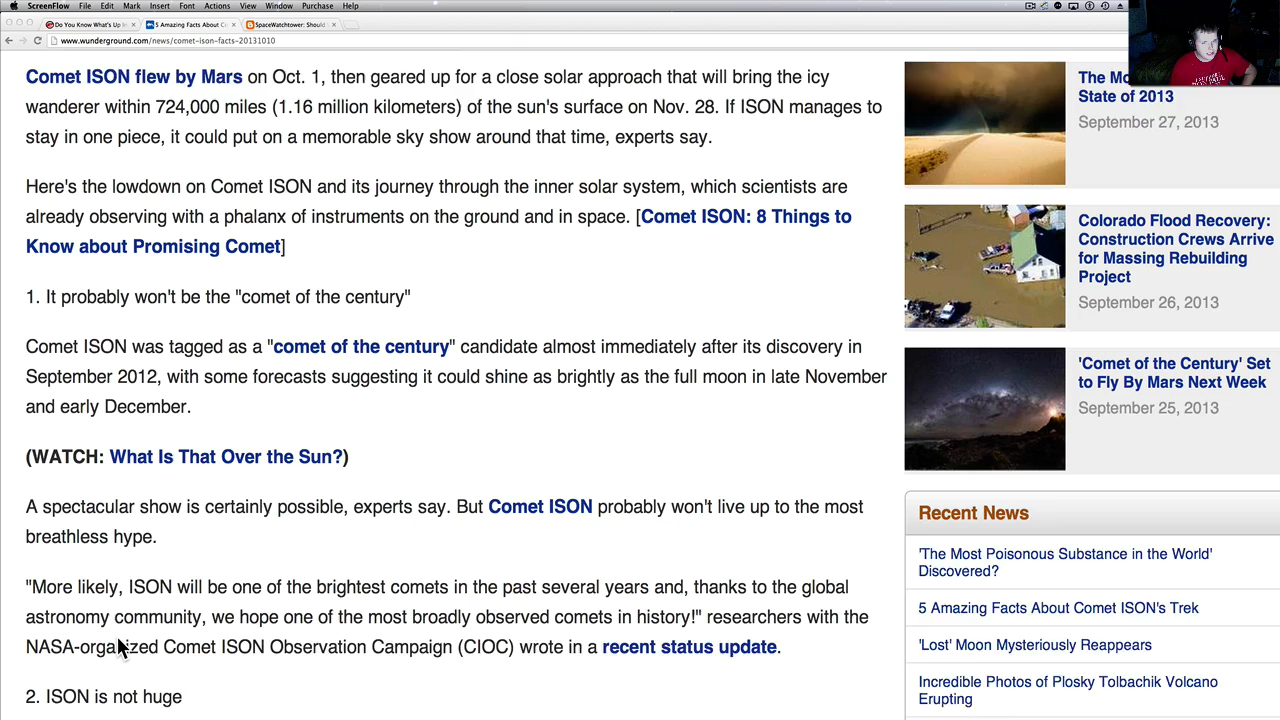 ScreenFlow File Edit Mark Insert Font Actions View Window Purchase Help
Do You Know What's Up
5 Amazing Facts About C
SpaceWatchtower: Should
www.wunderground.com/news/comet-ison-facts-20131010
Comet ISON flew by Mars on Oct. 1, then geared up for a close solar approach that will bring the icy
wanderer within 724,000 miles (1.16 million kilometers) of the sun's surface on Nov. 28. If ISON manages to
stay in one piece, it could put on a memorable sky show around that time, experts say.
Here's the lowdown on Comet ISON and its journey through the inner solar system, which scientists are
already observing with a phalanx of instruments on the ground and in space. [Comet ISON: 8 Things to
Know about Promising Comet]
1. It probably won't be the "comet of the century"
Comet ISON was tagged as a "comet of the century" candidate almost immediately after its discovery in
September 2012, with some forecasts suggesting it could shine as brightly as the full moon in late November
and early December.
(WATCH: What Is That Over the Sun?)
A spectacular show is certainly possible, experts say. But Comet ISON probably won't live up to the most
breathless hype.
"More likely, ISON will be one of the brightest comets in the past several years and, thanks to the global
astronomy community, we hope one of the most broadly observed comets in history!" researchers with the
NASA-organized Comet ISON Observation Campaign (CIOC) wrote in a recent status update.
2. ISON is not huge
The Mo
State of 2013
September 27, 2013
Colorado Flood Recovery:
Construction Crews Arrive
for Massing Rebuilding
Project
September 26, 2013
'Comet of the Century' Set
to Fly By Mars Next Week
September 25, 2013
Recent News
'The Most Poisonous Substance in the World'
Discovered?
5 Amazing Facts About Comet ISON's Trek
'Lost' Moon Mysteriously Reappears
Incredible Photos of Plosky Tolbachik Volcano
Erupting